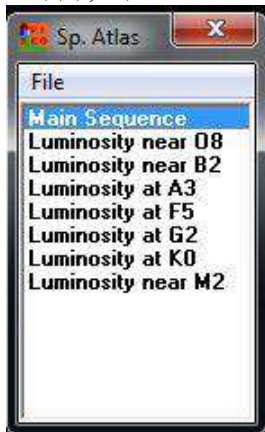 Sp. Atlas
File
Main Sequence
Luminosity near O8
Luminosity near B2
Luminosity at A3
Luminosity at F5
Luminosity at G2
Luminosity at K0
Luminosity near M2